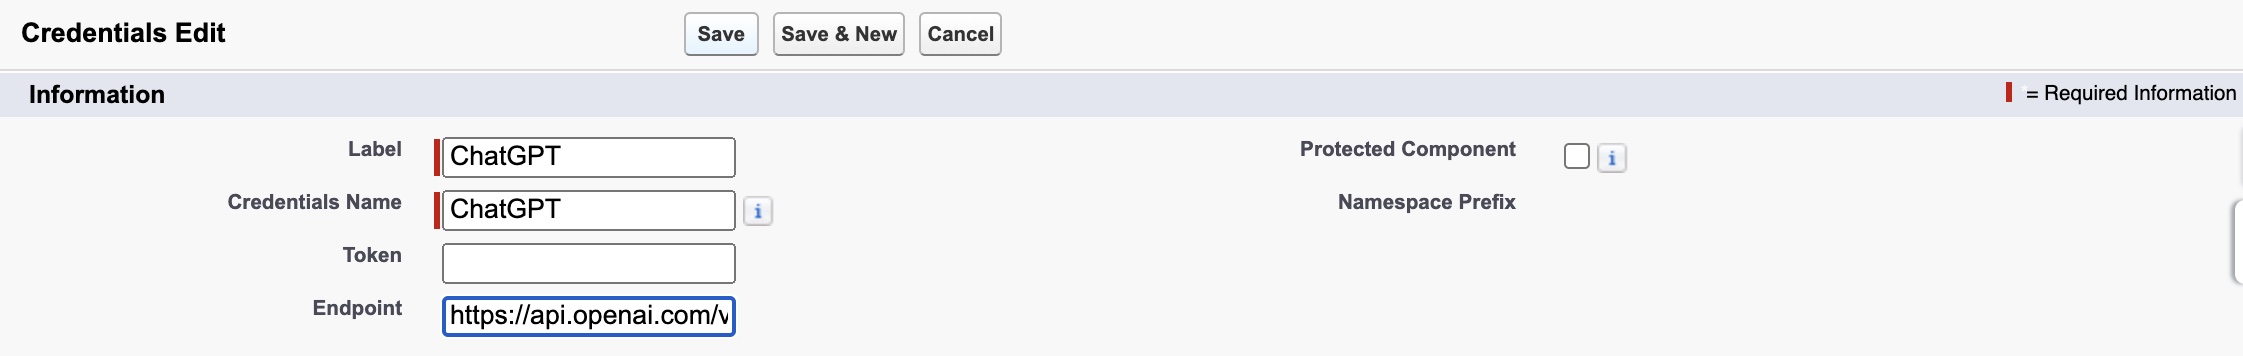 Credentials Edit
Save
Save & New
Cancel
Information
= Required Information
Label
ChatGPT
Protected Component
Credentials Name
ChatGPT
Namespace Prefix
Token
Endpoint
https://api.openai.com/v